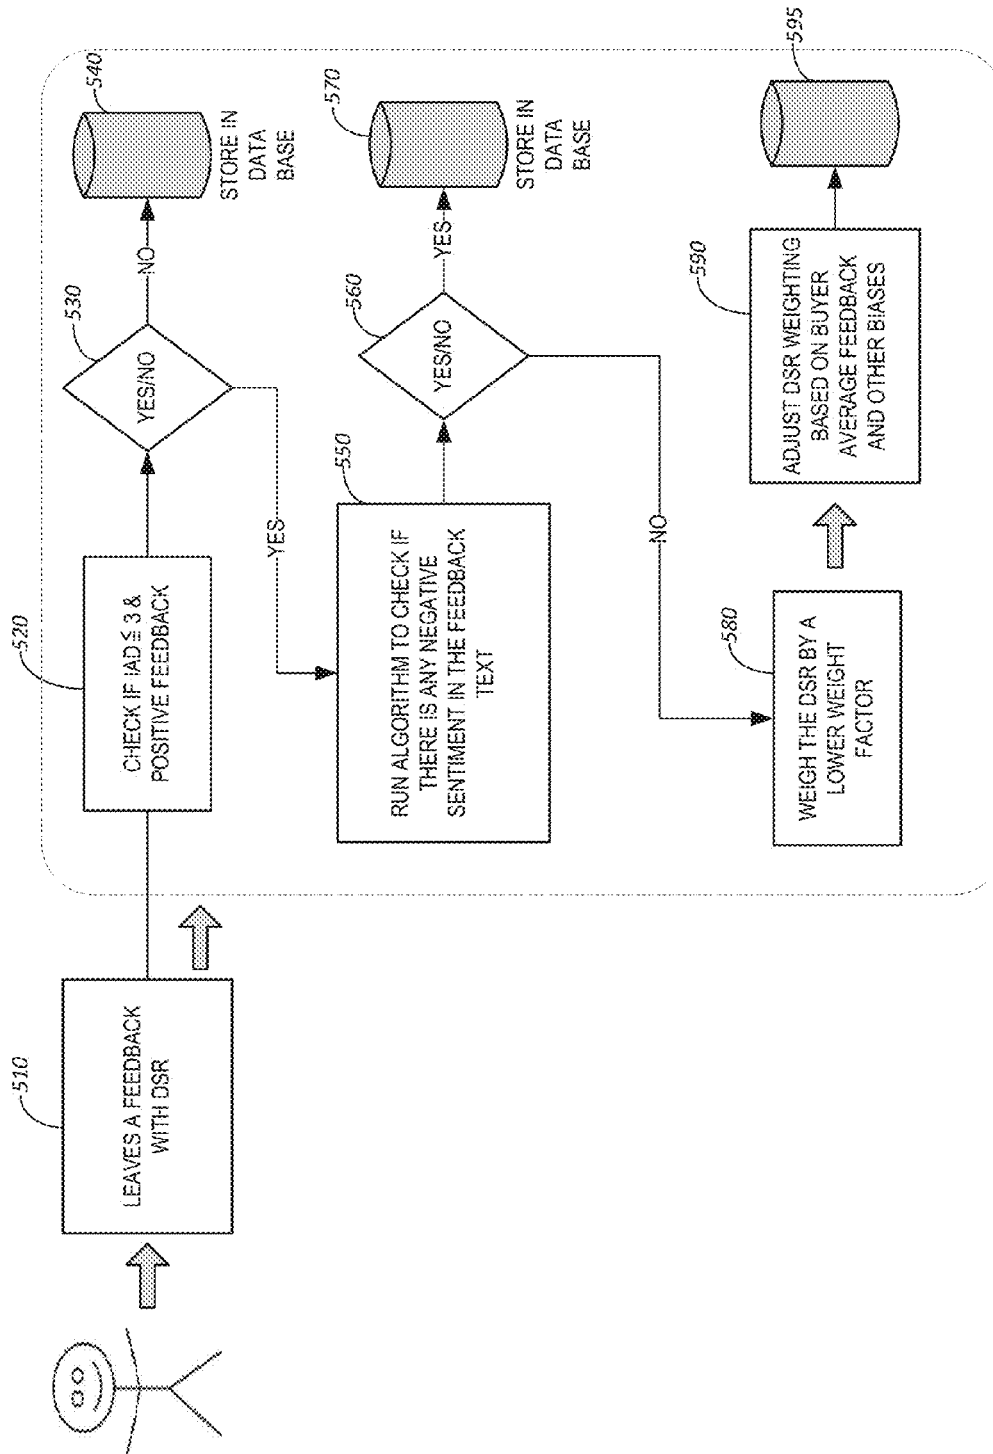 510
LEAVES A FEEDBACK
WITH DSR
520
CHECK IF IAD ≤ 3 &
POSITIVE FEEDBACK
530
YES/NO
NO
540
STORE IN
DATA
BASE
YES
550
RUN ALGORITHM TO CHECK IF
THERE IS ANY NEGATIVE
SENTIMENT IN THE FEEDBACK
TEXT
560
YES/NO
YES
570
STORE IN
DATA
BASE
NO
580
WEIGH THE DSR BY A
LOWER WEIGHT
FACTOR
590
ADJUST DSR WEIGHTING
BASED ON BUYER
AVERAGE FEEDBACK
AND OTHER BIASES
595